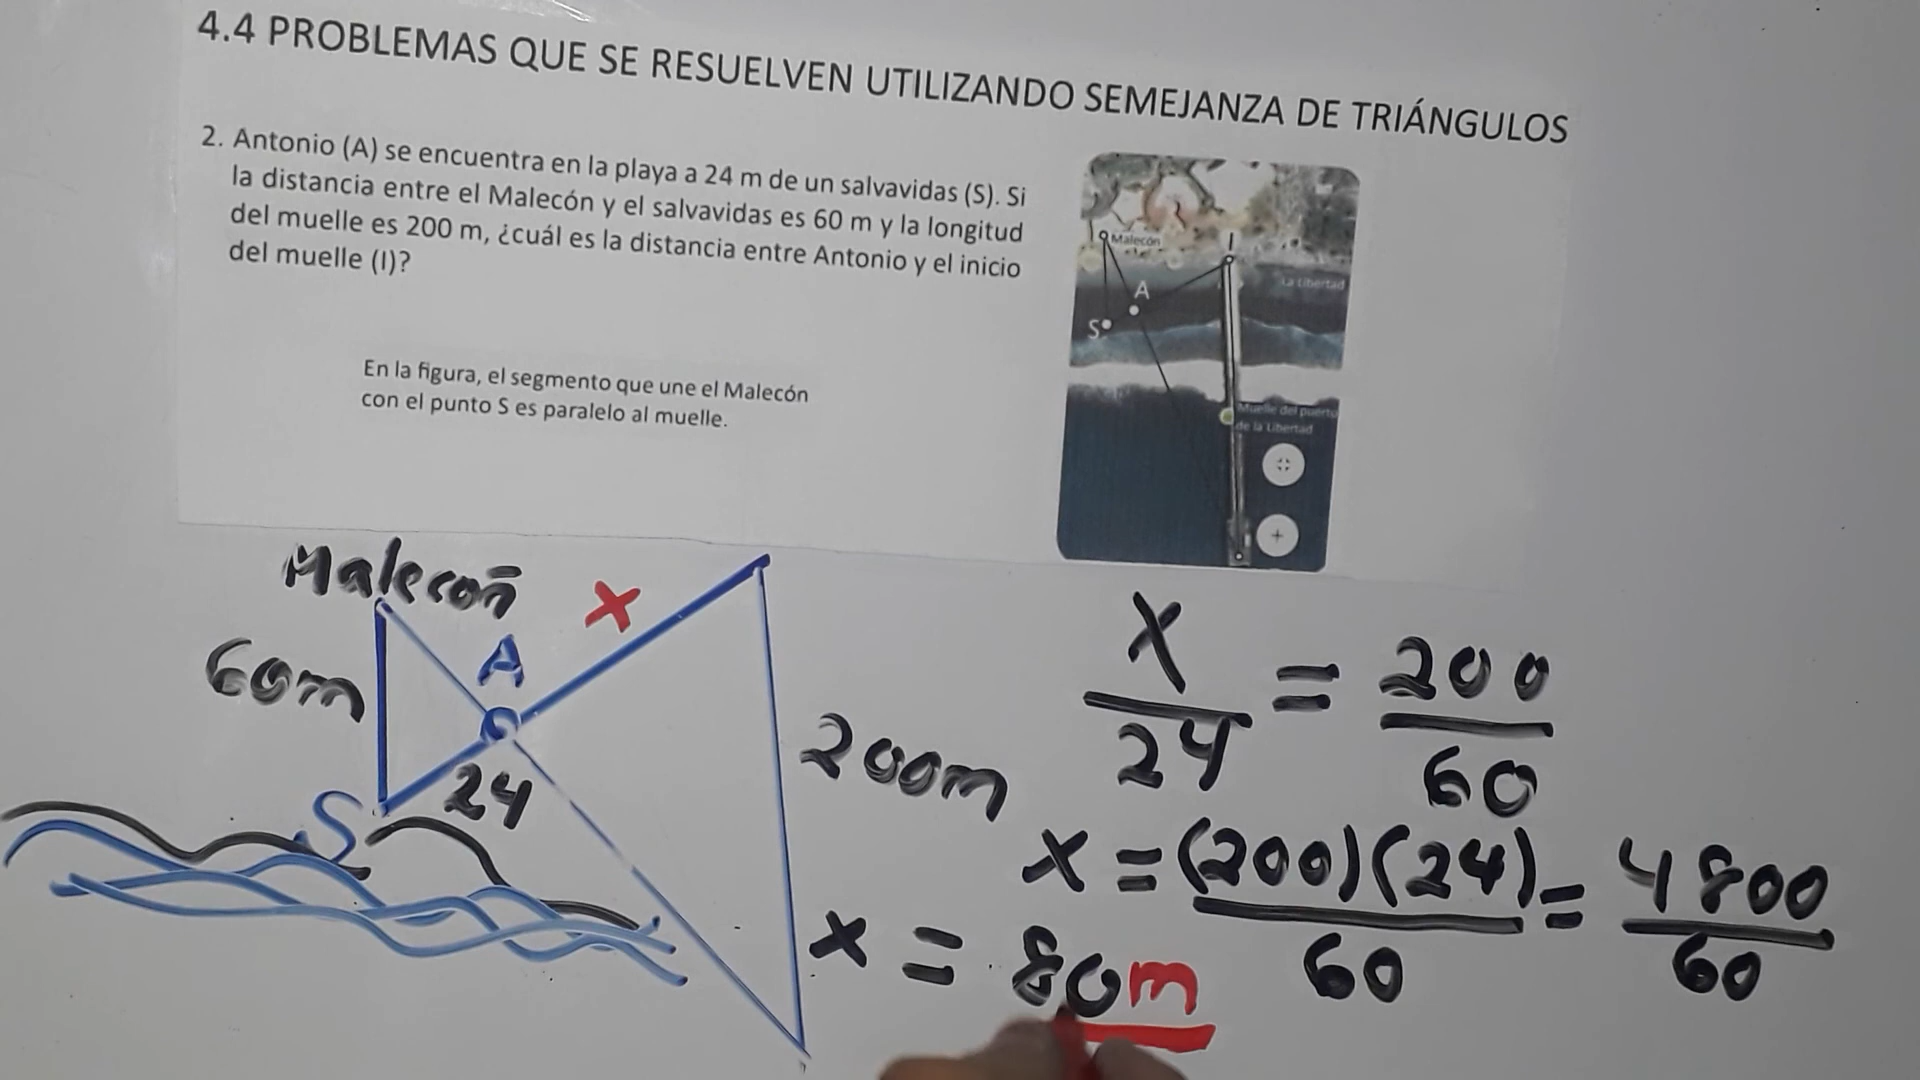 4.4 PROBLEMAS QUE SE RESUELVEN UTILIZANDO SEMEJANZA DE TRIÁNGULOS
2. Antonio (A) se encuentra en la playa a 24 m de un salvavidas (S). Si
la distancia entre el Malecón y el salvavidas es 60 m y la longitud
del muelle es 200 m, ¿cuál es la distancia entre Antonio y el inicio
del muelle (I)?
En la figura, el segmento que une el Malecón
con el punto S es paralelo al muelle.
Malecón
I
La Libertad
A
S
Muelle del puerto
de la Libertad
+
Malecón
x
A
60m
24
S
200m
x/24 = 200/60
x = (200)(24)/60 = 4800/60
x = 80m